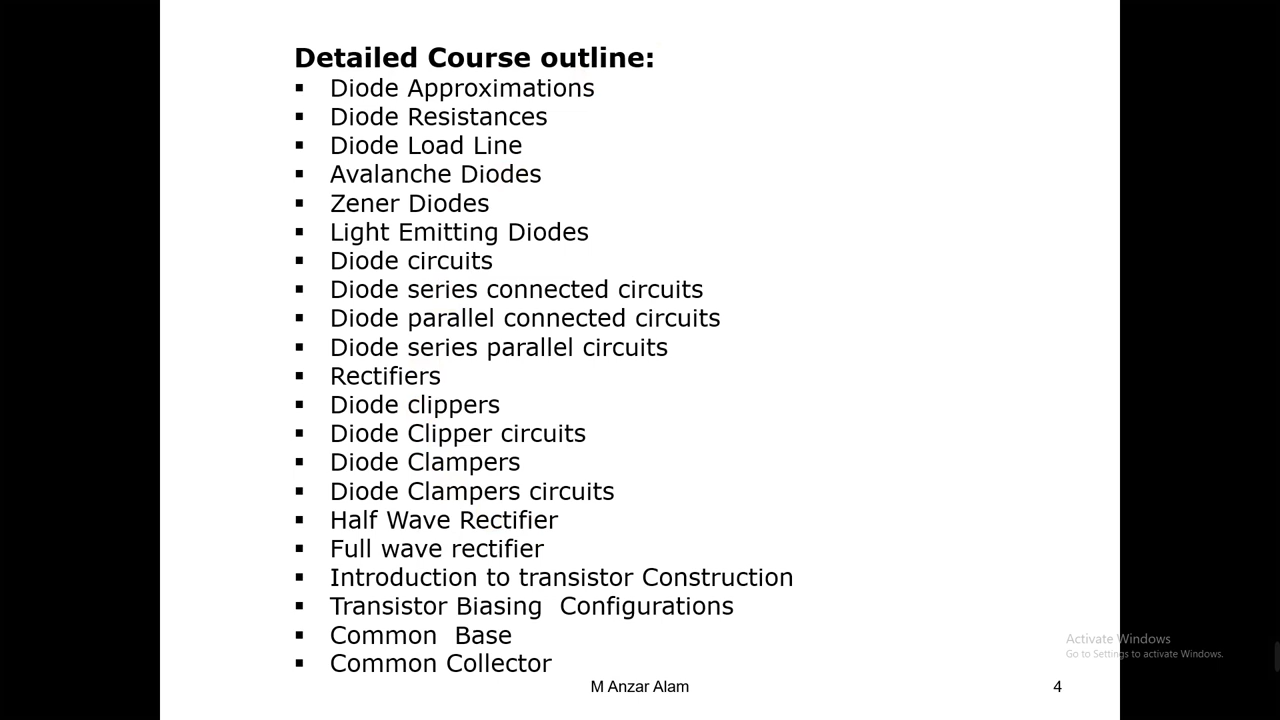 Detailed Course outline:
▪ Diode Approximations
▪ Diode Resistances
▪ Diode Load Line
▪ Avalanche Diodes
▪ Zener Diodes
▪ Light Emitting Diodes
▪ Diode circuits
▪ Diode series connected circuits
▪ Diode parallel connected circuits
▪ Diode series parallel circuits
▪ Rectifiers
▪ Diode clippers
▪ Diode Clipper circuits
▪ Diode Clampers
▪ Diode Clampers circuits
▪ Half Wave Rectifier
▪ Full wave rectifier
▪ Introduction to transistor Construction
▪ Transistor Biasing  Configurations
▪ Common  Base
▪ Common Collector
Activate Windows
Go to Settings to activate Windows.
M Anzar Alam
4